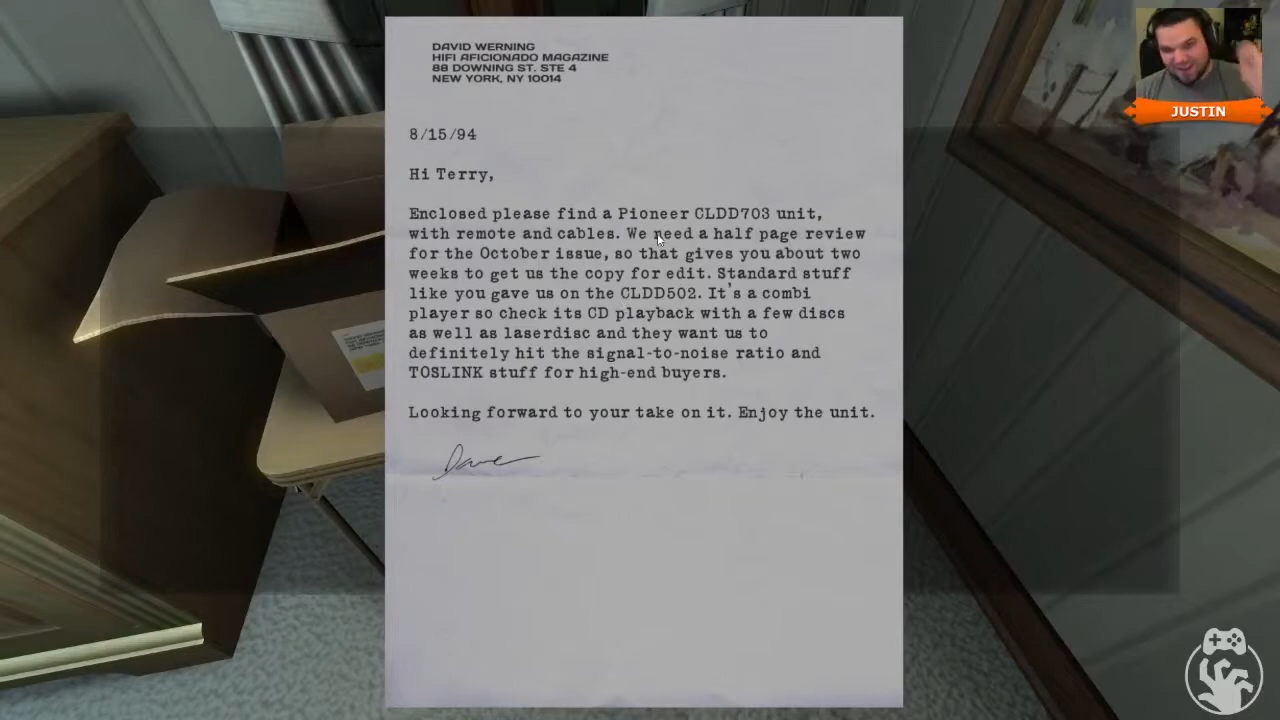 DAVID WERNING
HIFI AFICIONADO MAGAZINE
88 DOWNING ST. STE 4
NEW YORK, NY 10014
JUSTIN
8/15/94
Hi Terry,
Enclosed please find a Pioneer CLDD703 unit,
with remote and cables. We need a half page review
for the October issue, so that gives you about two
weeks to get us the copy for edit. Standard stuff
like you gave us on the CLDD502. It's a combi
player so check its CD playback with a few discs
as well as laserdisc and they want us to
definitely hit the signal-to-noise ratio and
TOSLINK stuff for high-end buyers.
Looking forward to your take on it. Enjoy the unit.
Dave